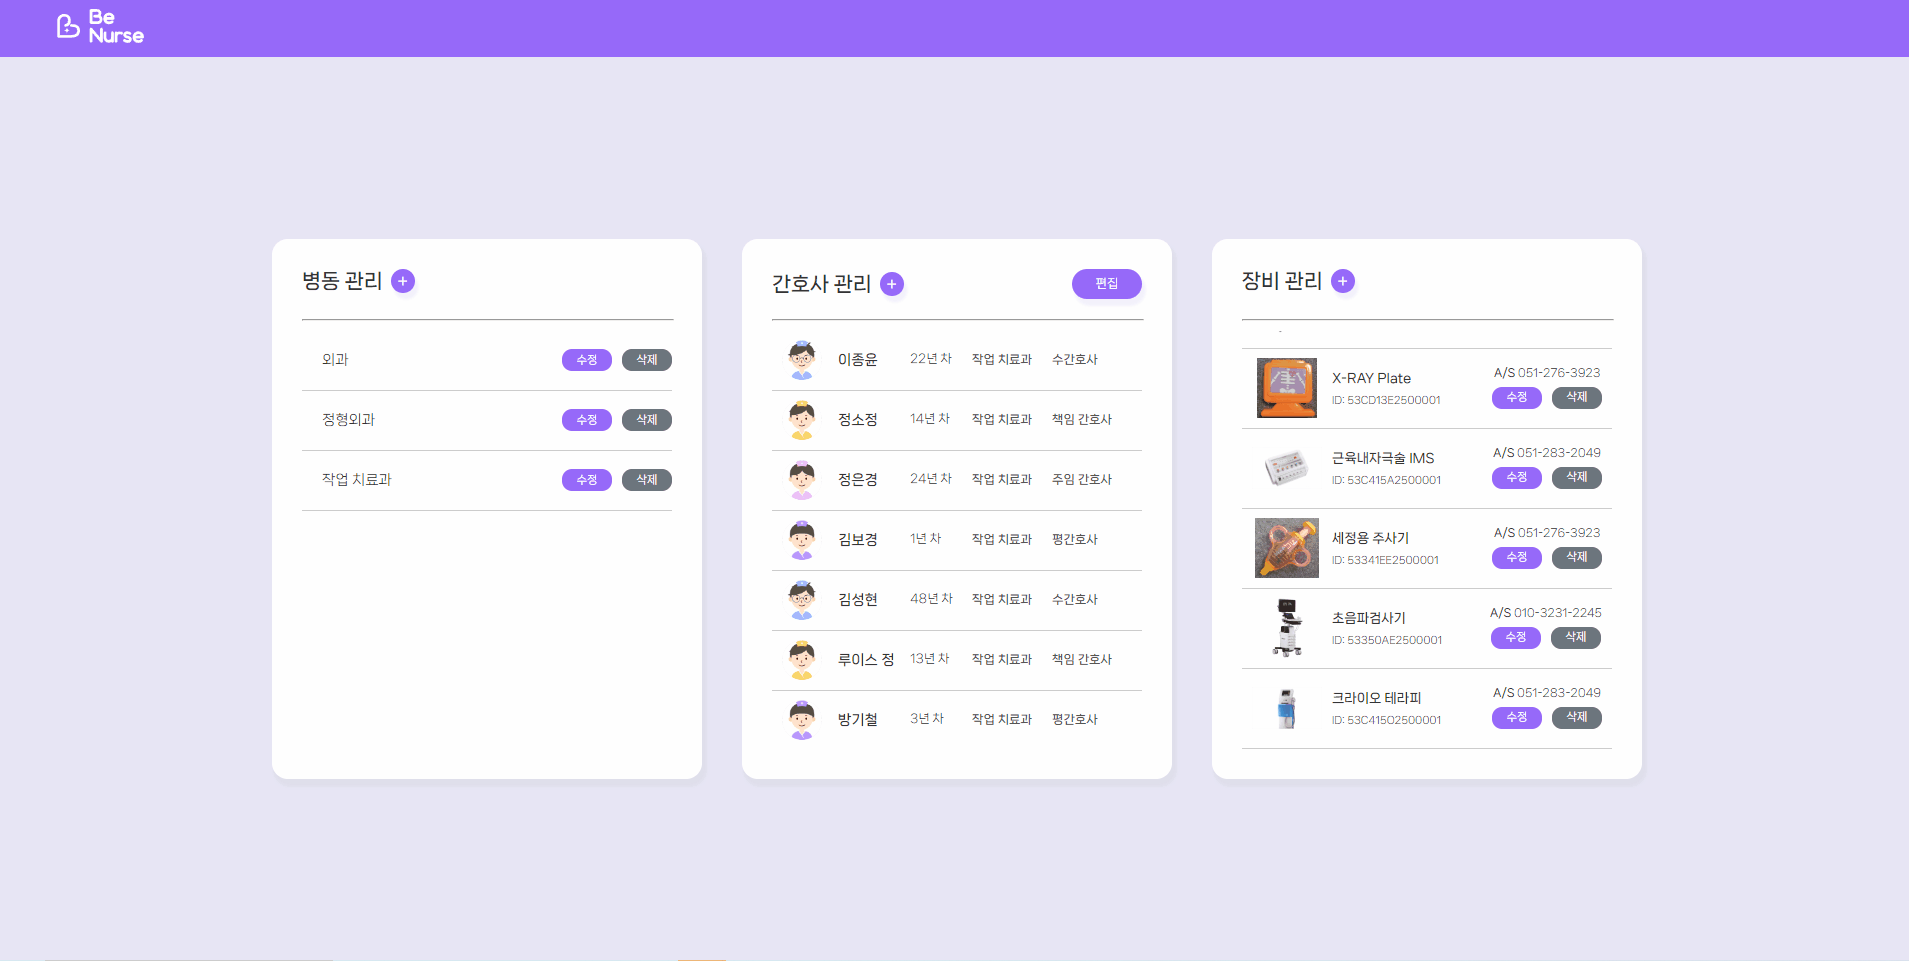 Be
Nurse
병동 관리 +
외과 수정 삭제
정형외과 수정 삭제
작업 치료과 수정 삭제
간호사 관리 + 편집
이종윤 22년 차 작업 치료과 수간호사
정소정 14년 차 작업 치료과 책임 간호사
정은경 24년 차 작업 치료과 주임 간호사
김보경 1년 차 작업 치료과 평간호사
김성현 48년 차 작업 치료과 수간호사
루이스 정 13년 차 작업 치료과 책임 간호사
방기철 3년 차 작업 치료과 평간호사
장비 관리 +
X-RAY Plate A/S 051-276-3923
ID: 53CD13E2500001 수정 삭제
근육내자극술 IMS A/S 051-283-2049
ID: 53C415A2500001 수정 삭제
세정용 주사기 A/S 051-276-3923
ID: 53341EE2500001 수정 삭제
초음파검사기 A/S 010-3231-2245
ID: 53350AE2500001 수정 삭제
크라이오 테라피 A/S 051-283-2049
ID: 53C415O2500001 수정 삭제